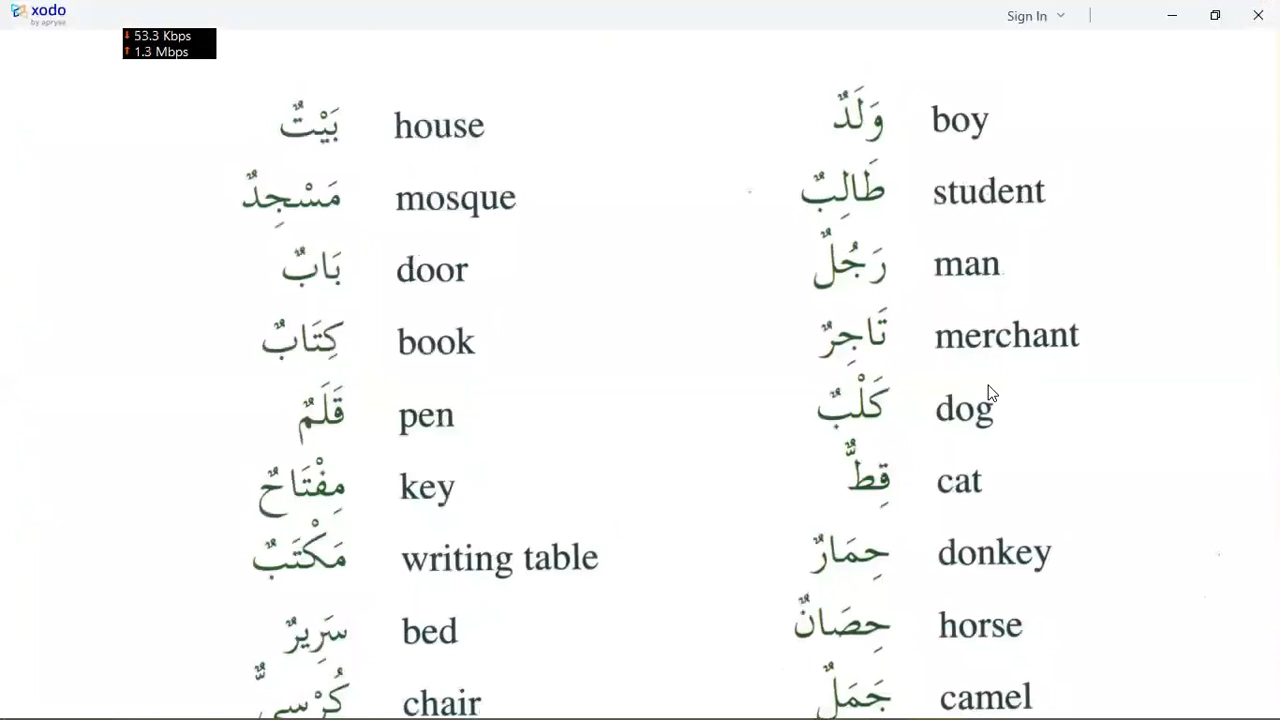 xodo
by apryse
Sign In
53.3 Kbps
1.3 Mbps
بَيْتٌ house
مَسْجِدٌ mosque
بَابٌ door
كِتَابٌ book
قَلَمٌ pen
مِفْتَاحٌ key
مَكْتَبٌ writing table
سَرِيرٌ bed
كُرْسِيٌّ chair
وَلَدٌ boy
طَالِبٌ student
رَجُلٌ man
تَاجِرٌ merchant
كَلْبٌ dog
قِطٌّ cat
حِمَارٌ donkey
حِصَانٌ horse
جَمَلٌ camel